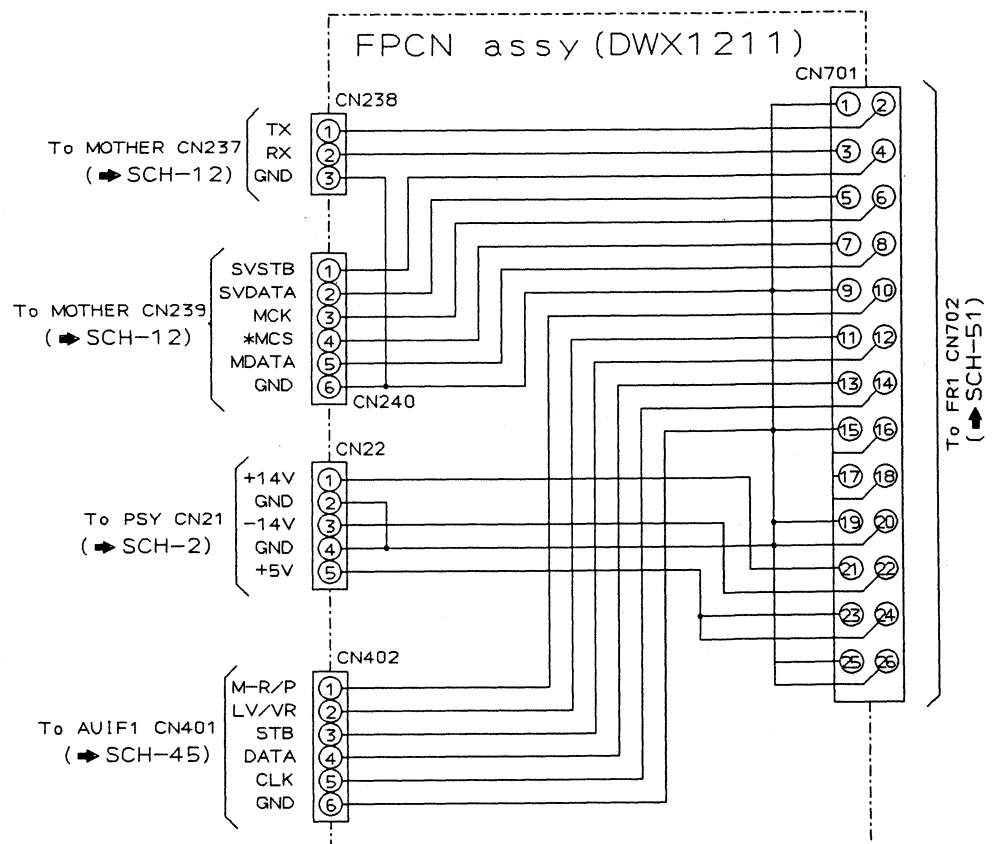 FPCN assy (DWX1211)
CN701
CN238
To MOTHER CN237
(➡ SCH-12)
TX
RX
GND
1
2
3
To MOTHER CN239
(➡ SCH-12)
SVSTB
SVDATA
MCK
*MCS
MDATA
GND
1
2
3
4
5
6
CN240
CN22
To PSY CN21
(➡ SCH-2)
+14V
GND
-14V
GND
+5V
1
2
3
4
5
CN402
To AUIF1 CN401
(➡ SCH-45)
M-R/P
LV/VR
STB
DATA
CLK
GND
1
2
3
4
5
6
1 2
3 4
5 6
7 8
9 10
11 12
13 14
15 16
17 18
19 20
21 22
23 24
25 26
To FR1 CN702
(➡ SCH-51)